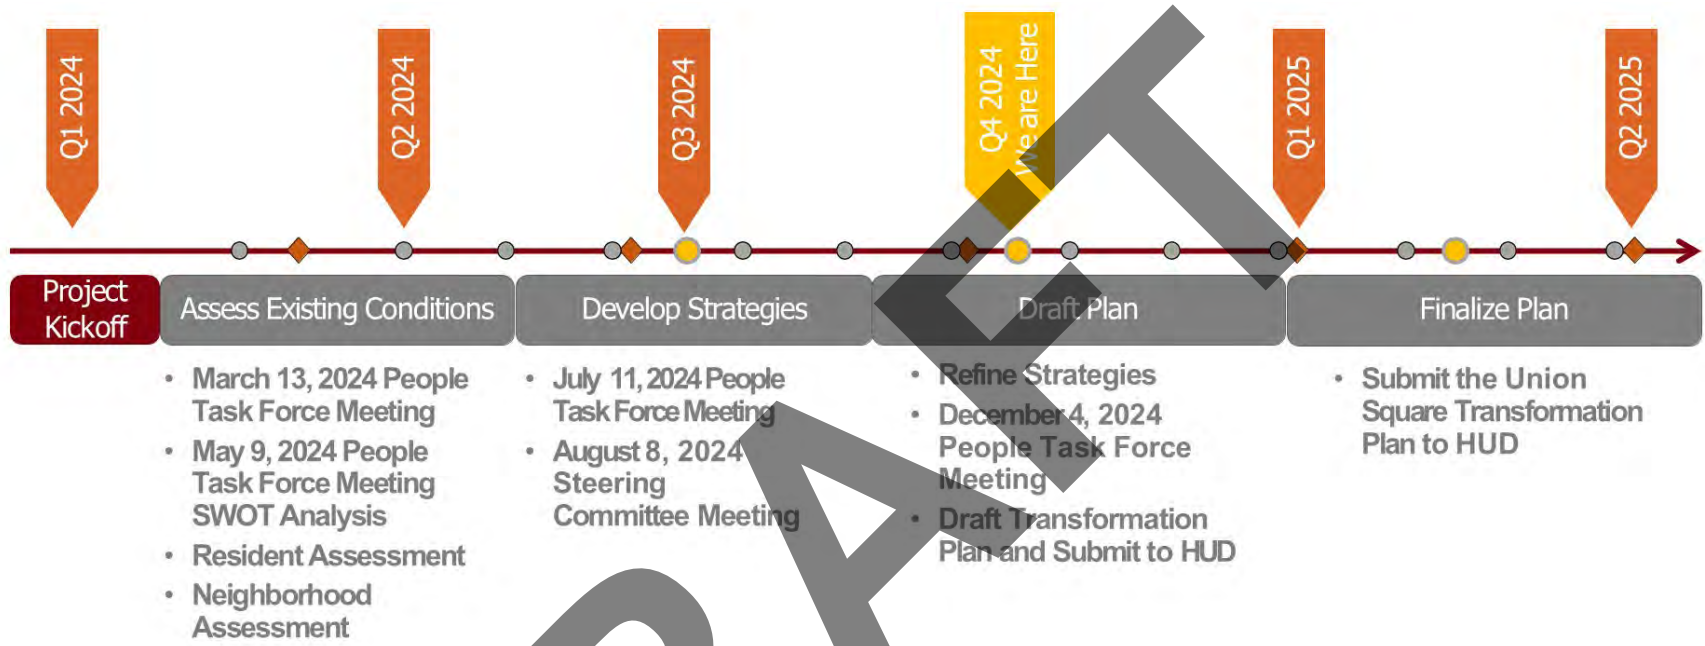 Q1 2024
Q2 2024
Q3 2024
Q4 2024
We are Here
Q1 2025
Q2 2025
Project
Kickoff
Assess Existing Conditions
Develop Strategies
Draft Plan
Finalize Plan
• March 13, 2024 People
Task Force Meeting
• May 9, 2024 People
Task Force Meeting
SWOT Analysis
• Resident Assessment
• Neighborhood
Assessment
• July 11, 2024 People
Task Force Meeting
• August 8, 2024
Steering
Committee Meeting
• Refine Strategies
• December 4, 2024
People Task Force
Meeting
• Draft Transformation
Plan and Submit to HUD
• Submit the Union
Square Transformation
Plan to HUD
RAFT